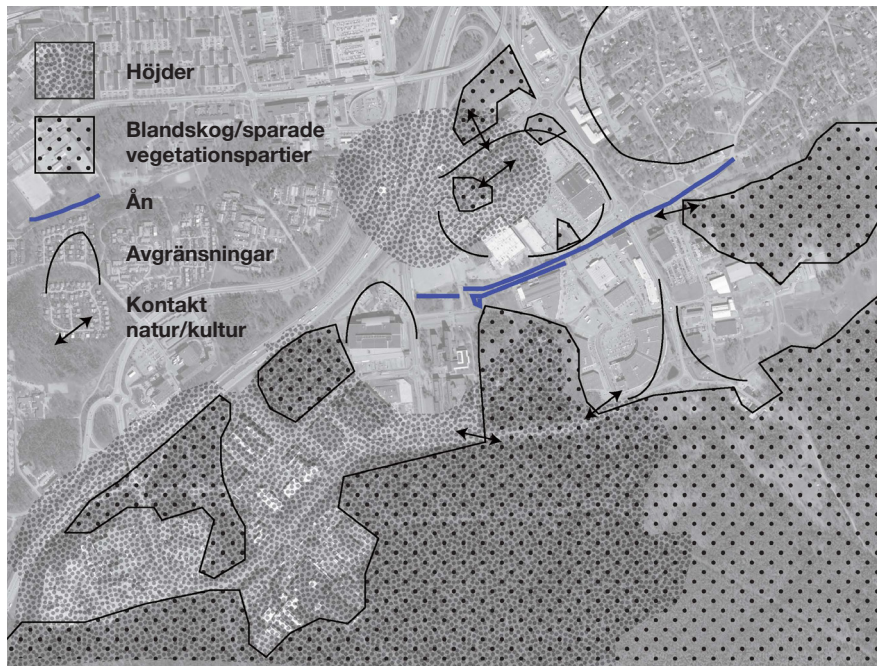 Höjder
Blandskog/sparade
vegetationspartier
Ån
Avgränsningar
Kontakt
natur/kultur